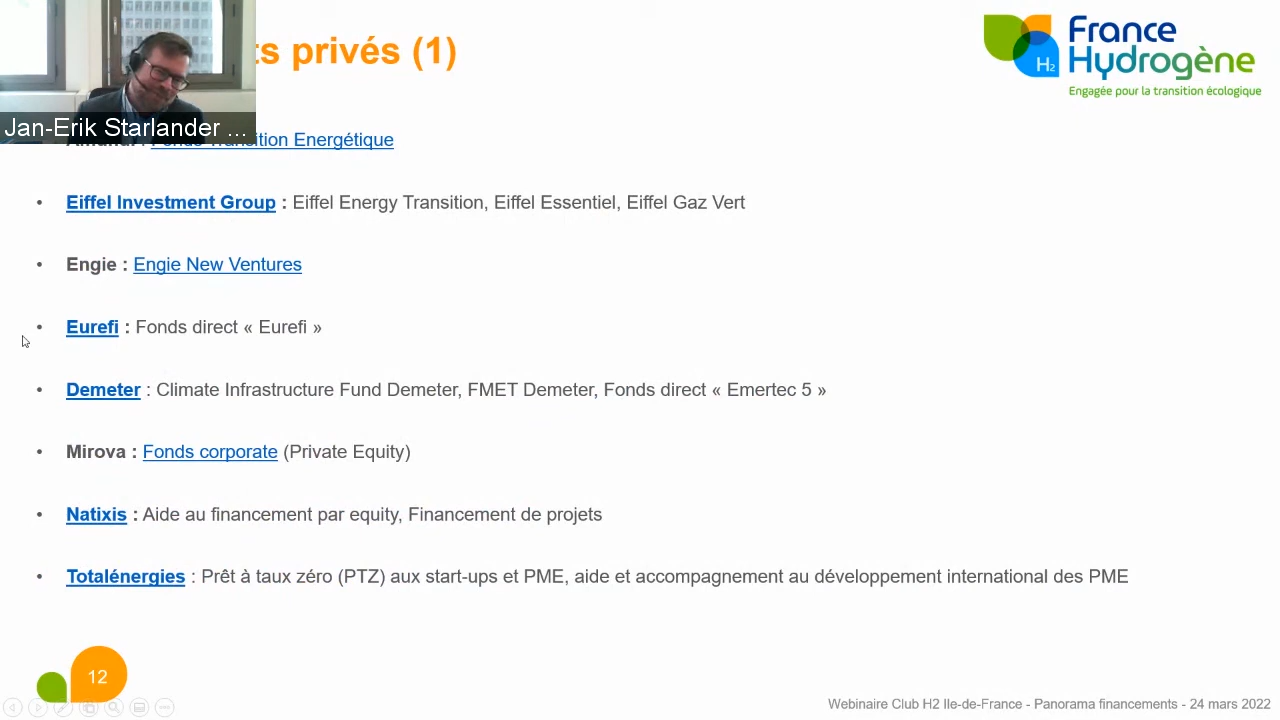 ts privés (1)
France
Hydrogène
H2
Engagée pour la transition écologique
Jan-Erik Starlander ...
Amundi : Fonds Transition Energétique
• Eiffel Investment Group : Eiffel Energy Transition, Eiffel Essentiel, Eiffel Gaz Vert
• Engie : Engie New Ventures
• Eurefi : Fonds direct « Eurefi »
• Demeter : Climate Infrastructure Fund Demeter, FMET Demeter, Fonds direct « Emertec 5 »
• Mirova : Fonds corporate (Private Equity)
• Natixis : Aide au financement par equity, Financement de projets
• Totalénergies : Prêt à taux zéro (PTZ) aux start-ups et PME, aide et accompagnement au développement international des PME
12
Webinaire Club H2 Ile-de-France - Panorama financements - 24 mars 2022